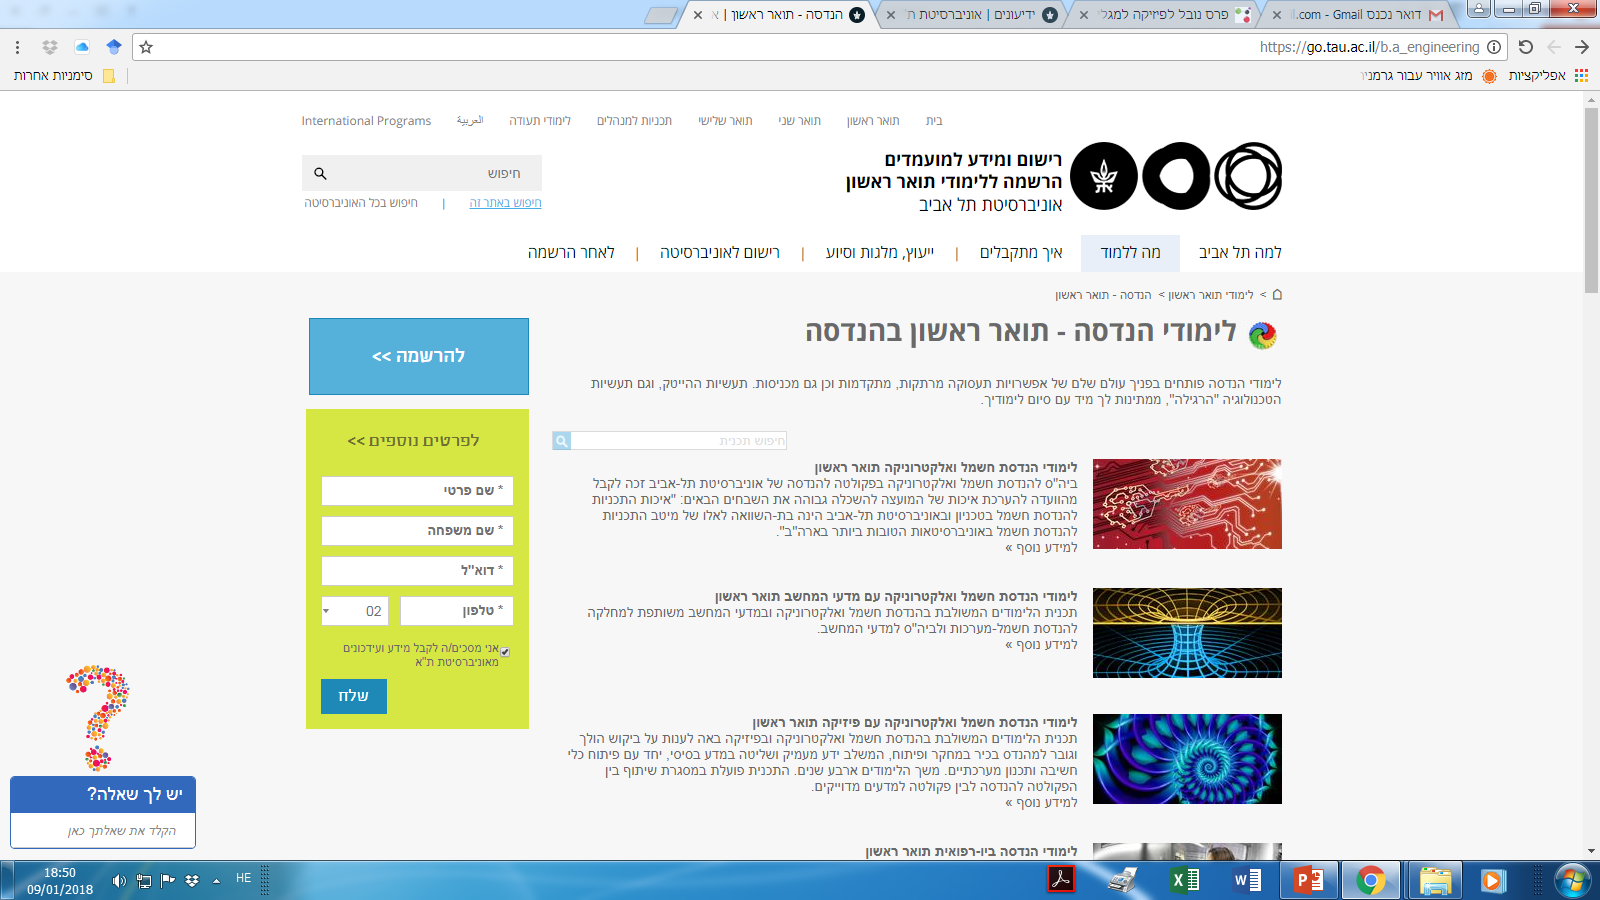 הנדסה - תואר ראשון | א
ידיעונים | אוניברסיטת ת
פרס נובל לפיזיקה למגלי
דואר נכנס - Gmail
https://go.tau.ac.il/b.a_engineering
אפליקציות
מזג אוויר עבור גרמני
סימניות אחרות
בית
תואר ראשון
תואר שני
תואר שלישי
תכניות למנהלים
לימודי תעודה
العربية
International Programs
רישום ומידע למועמדים
הרשמה ללימודי תואר ראשון
אוניברסיטת תל אביב
חיפוש
חיפוש באתר זה | חיפוש בכל האוניברסיטה
למה תל אביב
מה ללמוד
איך מתקבלים | ייעוץ, מלגות וסיוע | רישום לאוניברסיטה | לאחר הרשמה
> לימודי תואר ראשון > הנדסה - תואר ראשון
לימודי הנדסה - תואר ראשון בהנדסה
לימודי הנדסה פותחים בפניך עולם שלם של אפשרויות תעסוקה מרתקות, מתקדמות וכן גם מכניסות. תעשיות ההייטק, וגם תעשיות
הטכנולוגיה "הרגילה", ממתינות לך מיד עם סיום לימודיך.
חיפוש תכנית
לימודי הנדסת חשמל ואלקטרוניקה תואר ראשון
ביה"ס להנדסת חשמל ואלקטרוניקה בפקולטה להנדסה של אוניברסיטת תל-אביב זכה לקבל
מהוועדה להערכת איכות של המועצה להשכלה גבוהה את השבחים הבאים: "איכות התכניות
להנדסת חשמל בטכניון ובאוניברסיטת תל-אביב הינה בת-השוואה לאלו של מיטב התכניות
להנדסת חשמל באוניברסיטאות הטובות ביותר בארה"ב".
למידע נוסף »
לימודי הנדסת חשמל ואלקטרוניקה עם מדעי המחשב תואר ראשון
תכנית הלימודים המשולבת בהנדסת חשמל ואלקטרוניקה ובמדעי המחשב משותפת למחלקה
להנדסת חשמל-מערכות ולביה"ס למדעי המחשב.
למידע נוסף »
לימודי הנדסת חשמל ואלקטרוניקה עם פיזיקה תואר ראשון
תכנית הלימודים המשולבת בהנדסת חשמל ואלקטרוניקה ובפיזיקה באה לענות על ביקוש הולך
וגובר למהנדס בכיר במחקר ופיתוח, המשלב ידע מעמיק ושליטה במדע בסיסי, יחד עם פיתוח כלי
חשיבה ותכנון מערכתיים. משך הלימודים ארבע שנים. התכנית פועלת במסגרת שיתוף בין
הפקולטה להנדסה לבין פקולטה למדעים מדוייקים.
למידע נוסף »
לימודי הנדסה ביו-רפואית תואר ראשון
להרשמה >>
לפרטים נוספים >>
* שם פרטי
* שם משפחה
* דוא"ל
* טלפון
02
אני מסכים/ה לקבל מידע ועידכונים
מאוניברסיטת ת"א
שלח
יש לך שאלה?
הקלד את שאלתך כאן
HE
18:50
09/01/2018